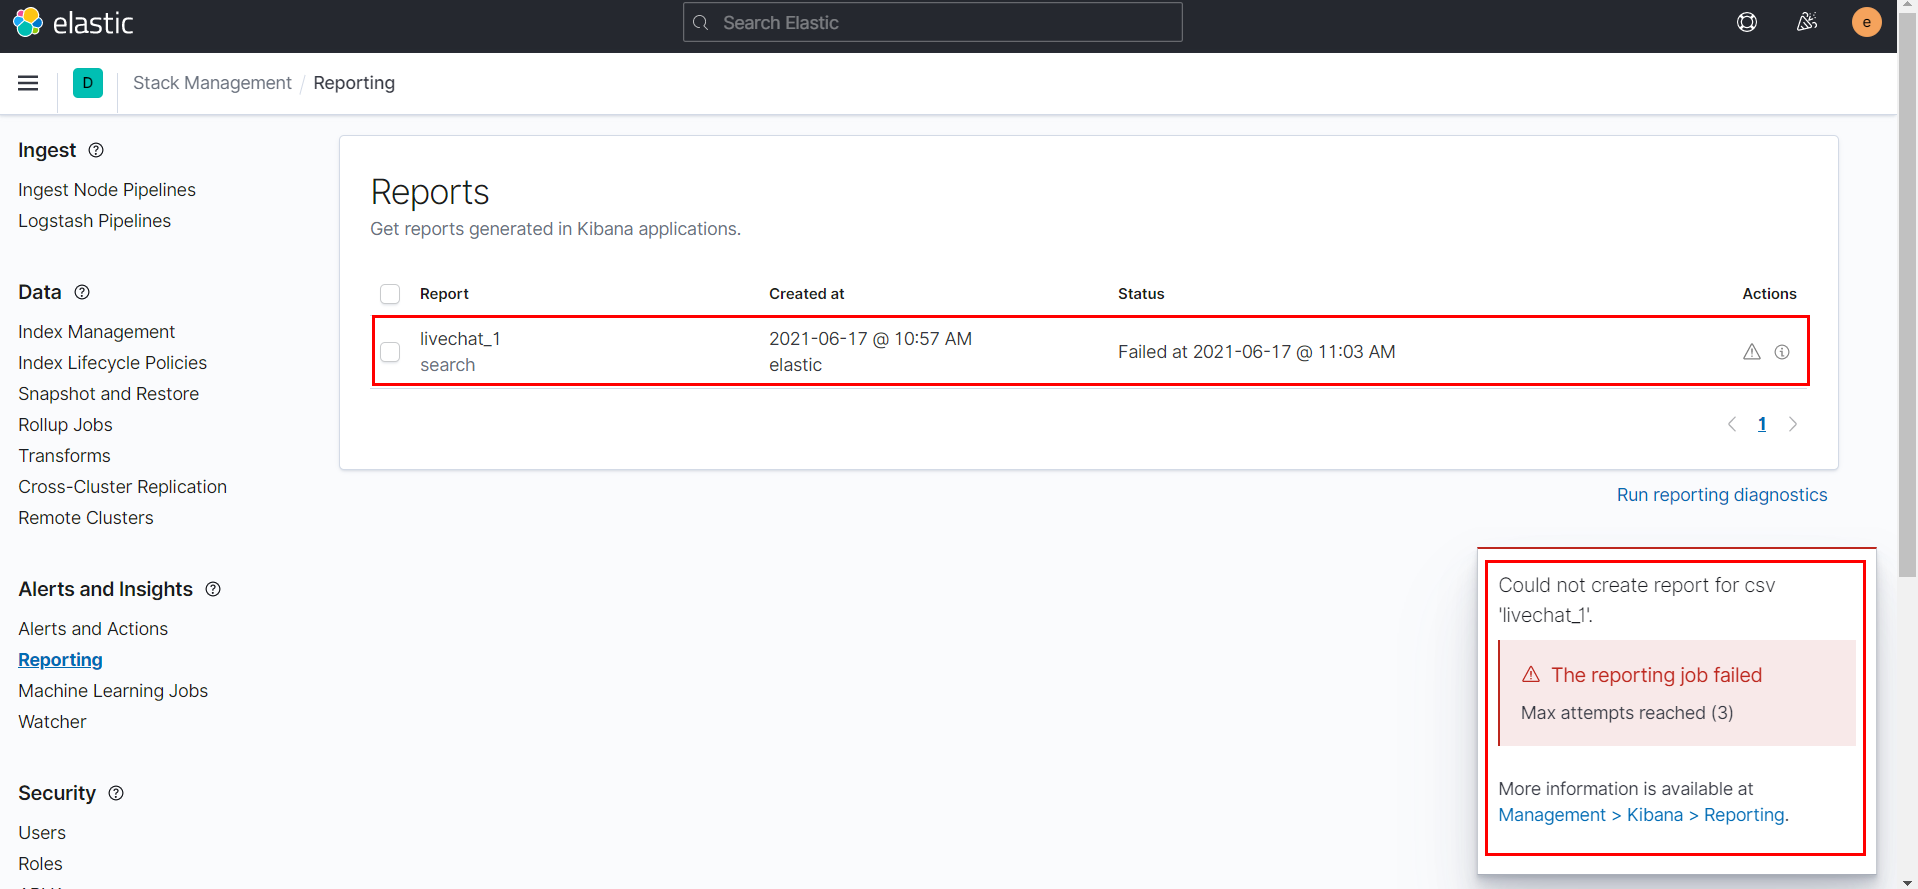 elastic
Search Elastic
e
D
Stack Management / Reporting
Ingest
Ingest Node Pipelines
Logstash Pipelines
Data
Index Management
Index Lifecycle Policies
Snapshot and Restore
Rollup Jobs
Transforms
Cross-Cluster Replication
Remote Clusters
Alerts and Insights
Alerts and Actions
Reporting
Machine Learning Jobs
Watcher
Security
Users
Roles
Reports
Get reports generated in Kibana applications.
Report Created at Status Actions
livechat_1 2021-06-17 @ 10:57 AM Failed at 2021-06-17 @ 11:03 AM
search elastic
1
Run reporting diagnostics
Could not create report for csv
'livechat_1'.
The reporting job failed
Max attempts reached (3)
More information is available at
Management > Kibana > Reporting.